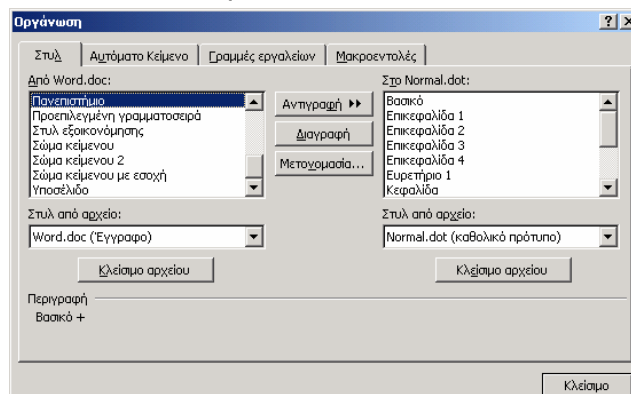 Οργάνωση
Στυλ Αυτόματο Κείμενο Γραμμές εργαλείων Μακροεντολές
Από Word.doc:
Πανεπιστήμιο
Προεπιλεγμένη γραμματοσειρά
Στυλ εξοικονόμησης
Σώμα κείμενου
Σώμα κείμενου 2
Σώμα κείμενου με εσοχή
Υποσέλιδο
Αντιγραφή
Διαγραφή
Μετονομασία...
Στο Normal.dot:
Βασικό
Επικεφαλίδα 1
Επικεφαλίδα 2
Επικεφαλίδα 3
Επικεφαλίδα 4
Ευρετήριο 1
Κεφαλίδα
Στυλ από αρχείο:
Word.doc (Έγγραφο)
Κλείσιμο αρχείου
Στυλ από αρχείο:
Normal.dot (καθολικό πρότυπο)
Κλείσιμο αρχείου
Περιγραφή
Βασικό +
Κλείσιμο